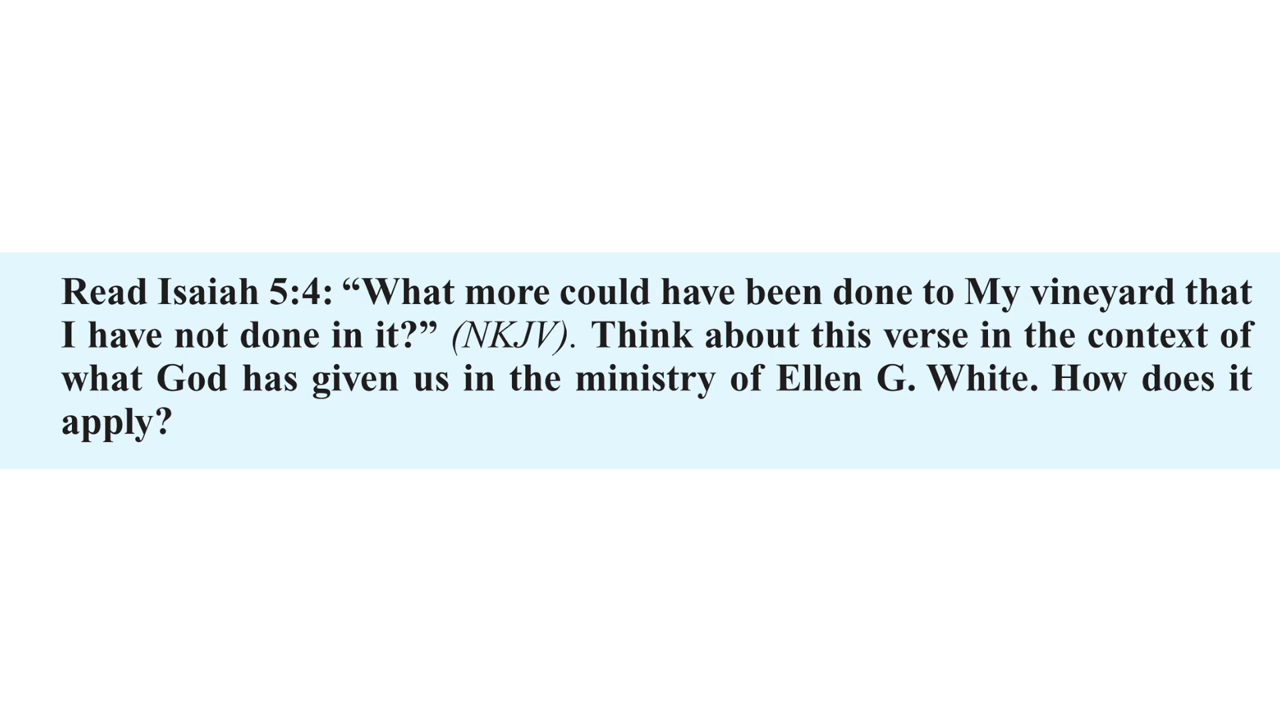 Read Isaiah 5:4: “What more could have been done to My vineyard that
I have not done in it?” (NKJV). Think about this verse in the context of
what God has given us in the ministry of Ellen G. White. How does it
apply?